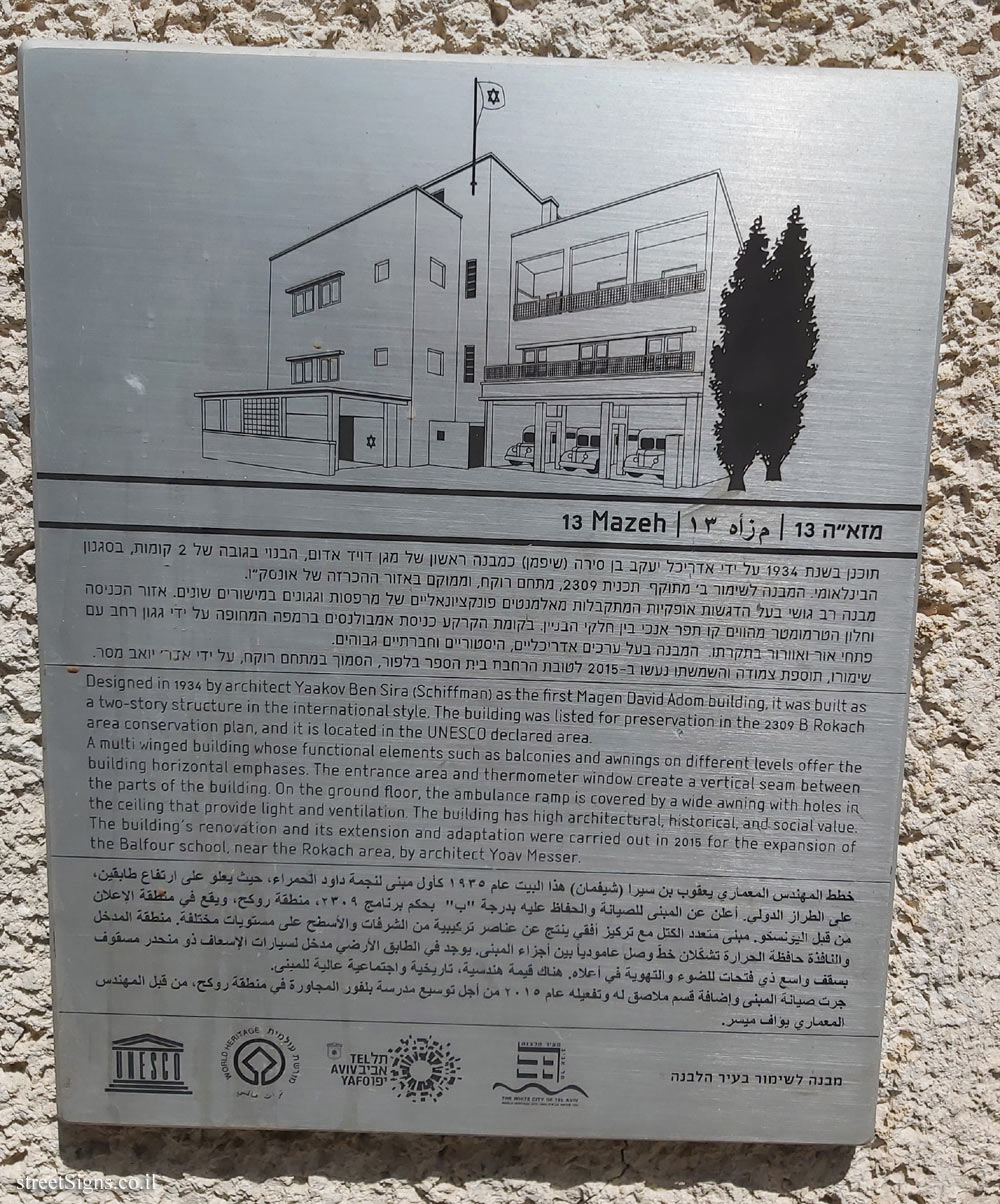 13 Mazeh | م زأه ١٣ | מזא״ה 13
תוכנן בשנת 1934 על ידי אדריכל יעקב בן סירה (שיפמן) כמבנה ראשון של מגן דויד אדום, הבנוי בגובה של 2 קומות, בסגנון
הבינלאומי. המבנה לשימור ב׳ מתוקף תכנית 2309, מתחם רוקח, וממוקם באזור ההכרזה של אונסק״ו.
מבנה רב גושי בעל הדגשות אופקיות המתקבלות מאלמנטים פונקציונאליים של מרפסות וגגונים במישורים שונים. אזור הכניסה
וחלון הטרמומטר מהווים קו תפר אנכי בין חלקי הבניין. בקומת הקרקע כניסת אמבולנסים ברמפה המחופה על ידי גגון רחב עם
פתחי אור ואוורור בתקרתו. המבנה בעל ערכים אדריכליים, היסטוריים וחברתיים גבוהים.
שימורו, תוספת צמודה והשמשתו נעשו ב-2015 לטובת הרחבת בית הספר בלפור, הסמוך במתחם רוקח, על ידי אדר׳ יואב מסר.
Designed in 1934 by architect Yaakov Ben Sira (Schiffman) as the first Magen David Adom building, it was built as
a two-story structure in the international style. The building was listed for preservation in the 2309 B Rokach
area conservation plan, and it is located in the UNESCO declared area.
A multi winged building whose functional elements such as balconies and awnings on different levels offer the
building horizontal emphases. The entrance area and thermometer window create a vertical seam between
the parts of the building. On the ground floor, the ambulance ramp is covered by a wide awning with holes in
the ceiling that provide light and ventilation. The building has high architectural, historical, and social value.
The building's renovation and its extension and adaptation were carried out in 2015 for the expansion of
the Balfour school, near the Rokach area, by architect Yoav Messer.
خطط المهندس المعماري يعقوب بن سيرا (شيفمان) هذا البيت عام ١٩٣٥ كأول مبنى لنجمة داود الحمراء، حيث يعلو على ارتفاع طابقين،
على الطراز الدولي. أعلن عن المبنى للصيانة والحفاظ عليه بدرجة "ب" بحكم برنامج ٢٣٠٩، منطقة روكح، ويقع في منطقة الاعلان
من قبل اليونسكو. مبنى متعدد الكتل مع تركيز أفقي ينتج عن عناصر تركيبية من الشرفات والأسطح على مستويات مختلفة. منطقة المدخل
والنافذة حافظة الحرارة تشكّلان خط وصل عاموديا بين أجزاء المبنى. يوجد في الطابق الأرضي مدخل لسيارات الإسعاف ذو منحدر مسقوف
بسقف واسع ذي فتحات للضوء والتهوية في أعلاه. هناك قيمة هندسية، تاريخية واجتماعية عالية للمبنى.
جرت صيانة المبنى وإضافة قسم ملاصق له وتفعيله عام ٢٠١٥ من أجل توسيع مدرسة بلفور المجاورة في منطقة روكح، من قبل المهندس
المعماري يوآف ميسر.
UNESCO
WORLD HERITAGE
מורשת עולמית
TEL תל
AVIV אביב
YAFO יפו
THE WHITE CITY OF TEL AVIV
מבנה לשימור בעיר הלבנה
streetSigns.co.il